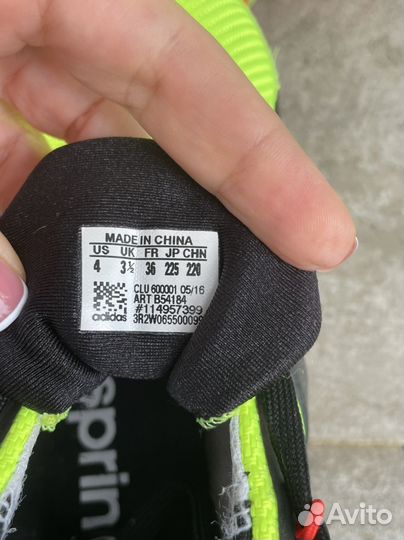 MADE IN CHINA
US UK FR JP CHN
4 3½ 36 225 220
CLU 600001 05/16
ART B54184
#114957399
adidas
sprin
Avito